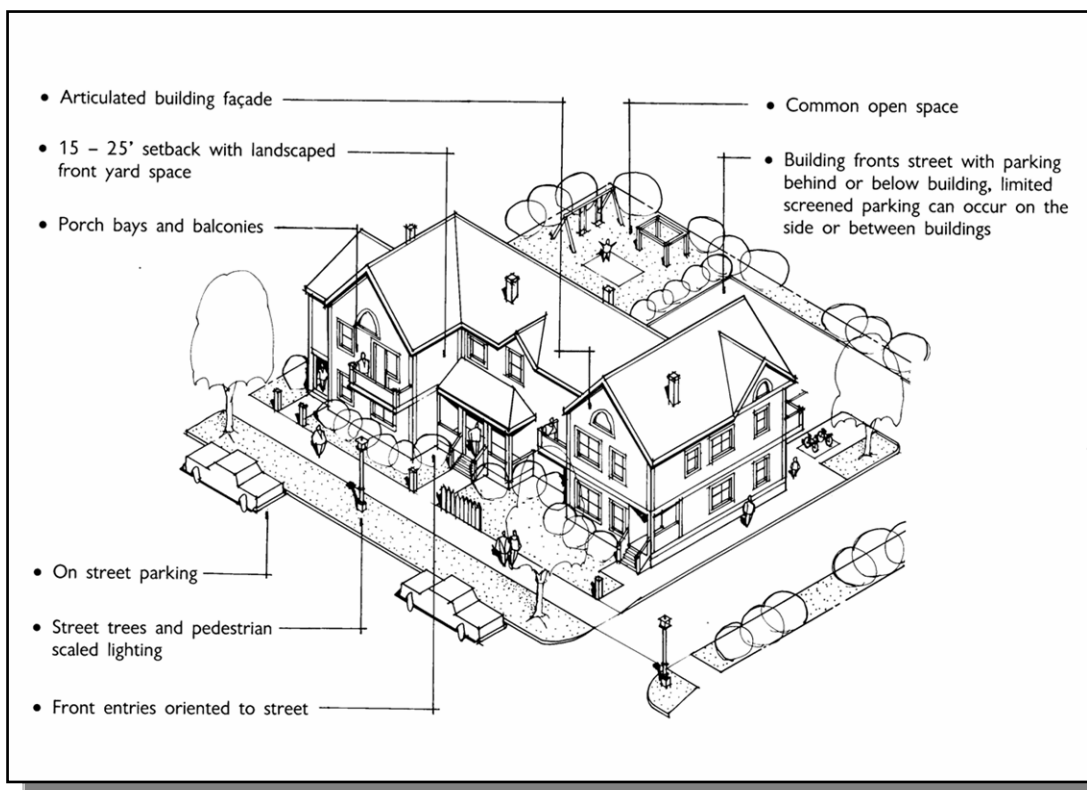 • Articulated building façade
• 15 – 25’ setback with landscaped
front yard space
• Porch bays and balconies
• On street parking
• Street trees and pedestrian
scaled lighting
• Front entries oriented to street
• Common open space
• Building fronts street with parking
behind or below building, limited
screened parking can occur on the
side or between buildings